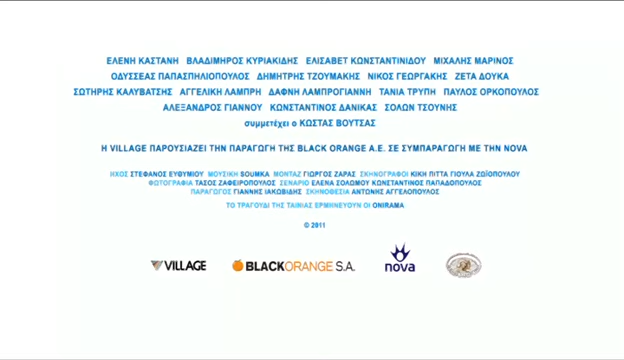 ΕΛΕΝΗ ΚΑΣΤΑΝΗ ΒΛΑΔΙΜΗΡΟΣ ΚΥΡΙΑΚΙΔΗΣ ΕΛΙΣΑΒΕΤ ΚΩΝΣΤΑΝΤΙΝΙΔΟΥ ΜΙΧΑΛΗΣ ΜΑΡΙΝΟΣ
ΟΔΥΣΣΕΑΣ ΠΑΠΑΣΠΗΛΙΟΠΟΥΛΟΣ ΔΗΜΗΤΡΗΣ ΤΖΟΥΜΑΚΗΣ ΝΙΚΟΣ ΓΕΩΡΓΑΚΗΣ ΖΕΤΑ ΔΟΥΚΑ
ΣΩΤΗΡΗΣ ΚΑΛΥΒΑΤΣΗΣ ΑΓΓΕΛΙΚΗ ΛΑΜΠΡΗ ΔΑΦΝΗ ΛΑΜΠΡΟΓΙΑΝΝΗ ΤΑΝΙΑ ΤΡΥΠΗ ΠΑΥΛΟΣ ΟΡΚΟΠΟΥΛΟΣ
ΑΛΕΞΑΝΔΡΟΣ ΓΙΑΝΝΟΥ ΚΩΝΣΤΑΝΤΙΝΟΣ ΔΑΝΙΚΑΣ ΣΟΛΩΝ ΤΣΟΥΝΗΣ
συμμετέχει ο ΚΩΣΤΑΣ ΒΟΥΤΣΑΣ
Η VILLAGE ΠΑΡΟΥΣΙΑΖΕΙ ΤΗΝ ΠΑΡΑΓΩΓΗ ΤΗΣ BLACK ORANGE A.E. ΣΕ ΣΥΜΠΑΡΑΓΩΓΗ ΜΕ ΤΗΝ NOVA
ΗΧΟΣ ΣΤΕΦΑΝΟΣ ΕΥΘΥΜΙΟΥ ΜΟΥΣΙΚΗ SOUMKA ΜΟΝΤΑΖ ΓΙΩΡΓΟΣ ΖΑΡΑΣ ΣΚΗΝΟΓΡΑΦΟΙ ΚΙΚΗ ΠΙΤΤΑ ΓΙΟΥΛΑ ΖΩΪΟΠΟΥΛΟΥ
ΦΩΤΟΓΡΑΦΙΑ ΤΑΣΟΣ ΖΑΦΕΙΡΟΠΟΥΛΟΣ ΣΕΝΑΡΙΟ ΕΛΕΝΑ ΣΟΛΩΜΟΥ ΚΩΝΣΤΑΝΤΙΝΟΣ ΠΑΠΑΔΟΠΟΥΛΟΣ
ΠΑΡΑΓΩΓΟΣ ΓΙΑΝΝΗΣ ΙΑΚΩΒΙΔΗΣ ΣΚΗΝΟΘΕΣΙΑ ΑΝΤΩΝΗΣ ΑΓΓΕΛΟΠΟΥΛΟΣ
ΤΟ ΤΡΑΓΟΥΔΙ ΤΗΣ ΤΑΙΝΙΑΣ ΕΡΜΗΝΕΥΟΥΝ ΟΙ ONIRAMA
© 2011
VILLAGE BLACKORANGE S.A. nova